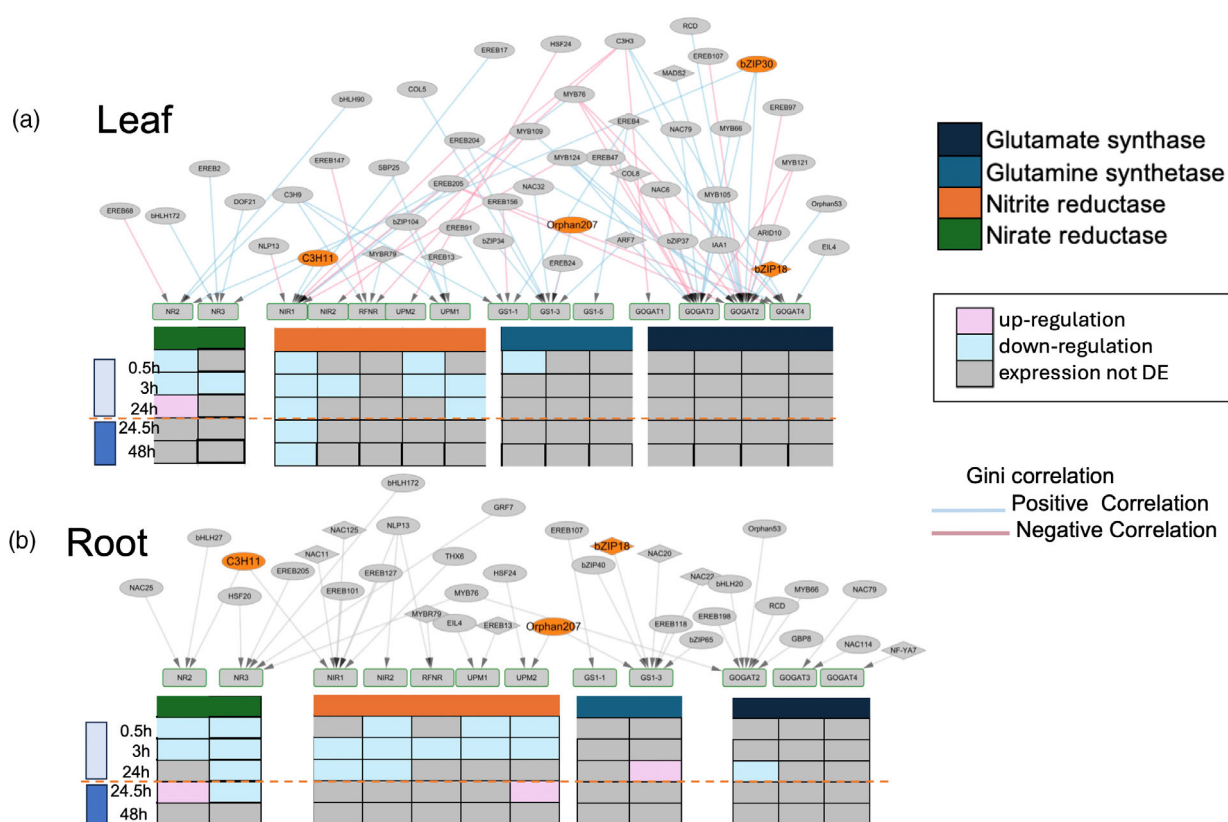 (a) Leaf
RCD
C3H3
HSF24
EREB17
EREB107
bZIP30
MADS2
COL5
MYB76
bHLH90
EREB97
EREB4
MYB109
NAC79
MYB66
EREB204
EREB147
MYB124
EREB47
MYB121
EREB2
SBP25
COL8
EREB205
NAC32
NAC6
C3H9
MYB105
DOF21
EREB156
Orphan53
EREB68
bHLH172
bZIP104
EREB91
Orphan207
ARID10
NLP13
bZIP34
ARF7
bZIP37
IAA1
EIL4
C3H11
MYBR79
EREB13
EREB24
bZIP18
NR2 NR3 NIR1 NIR2 RFNR UPM2 UPM1 GS1-1 GS1-3 GS1-5 GOGAT1 GOGAT3 GOGAT2 GOGAT4
0.5h
3h
24h
24.5h
48h
Glutamate synthase
Glutamine synthetase
Nitrite reductase
Nirate reductase
up-regulation
down-regulation
expression not DE
Gini correlation
Positive Correlation
Negative Correlation
(b) Root
bHLH172
GRF7
NAC125
NLP13
EREB107
Orphan53
bHLH27
bZIP18
NAC11
NAC20
C3H11
THX6
bZIP40
EREB205
EREB127
HSF24
NAC22
bHLH20
NAC25
EREB101
MYB76
MYB66
NAC79
HSF20
RCD
MYBR79
EREB198
EIL4
EREB13
Orphan207
EREB118
bZIP65
GBP8
NAC114
NF-YA7
NR2 NR3 NIR1 NIR2 RFNR UPM1 UPM2 GS1-1 GS1-3 GOGAT2 GOGAT3 GOGAT4
0.5h
3h
24h
24.5h
48h